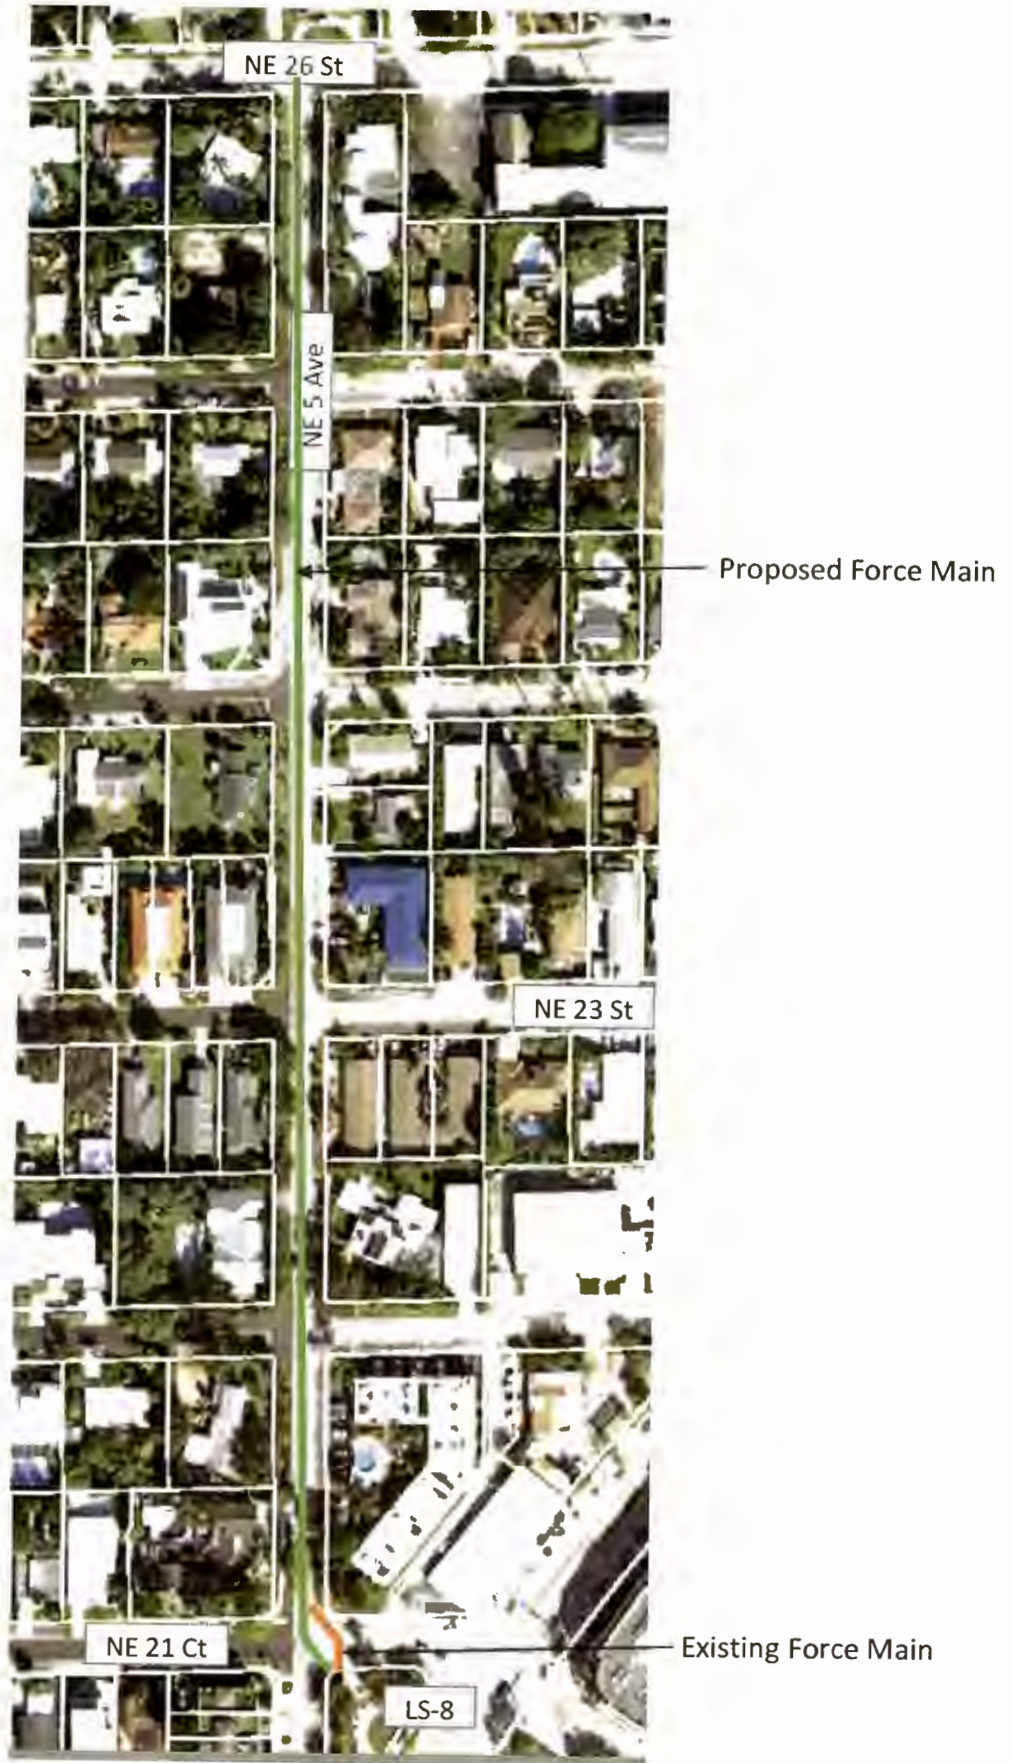 NE 26 St
NE 5 Ave
Proposed Force Main
NE 23 St
NE 21 Ct
Existing Force Main
LS-8